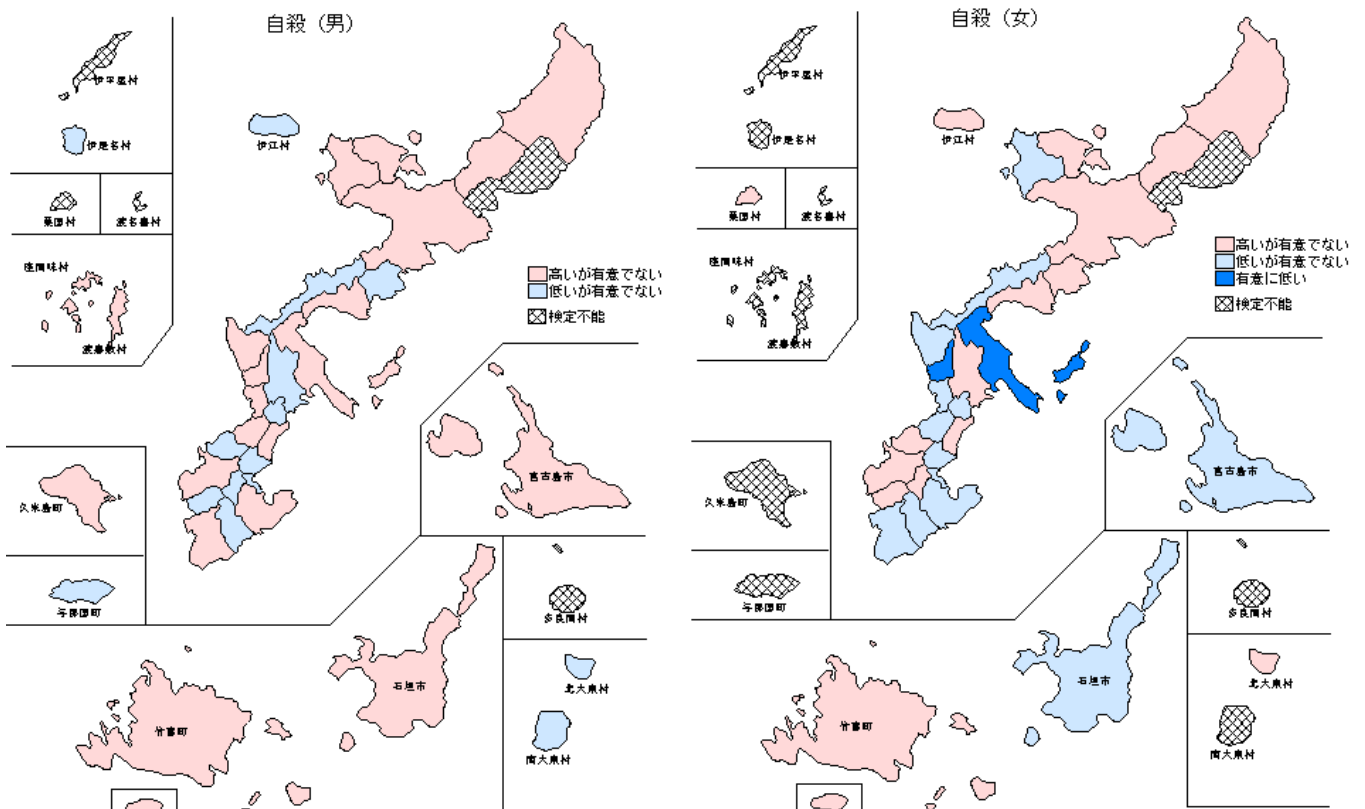 自殺（男）
伊平屋村
伊是名村
伊江村
粟国村
渡名喜村
座間味村
渡嘉敷村
高いが有意でない
低いが有意でない
検定不能
久米島町
宮古島市
与那国町
多良間村
石垣市
北大東村
竹富町
南大東村
自殺（女）
伊平屋村
伊是名村
伊江村
粟国村
渡名喜村
座間味村
渡嘉敷村
高いが有意でない
低いが有意でない
有意に低い
検定不能
久米島町
宮古島市
与那国町
多良間村
石垣市
北大東村
竹富町
南大東村